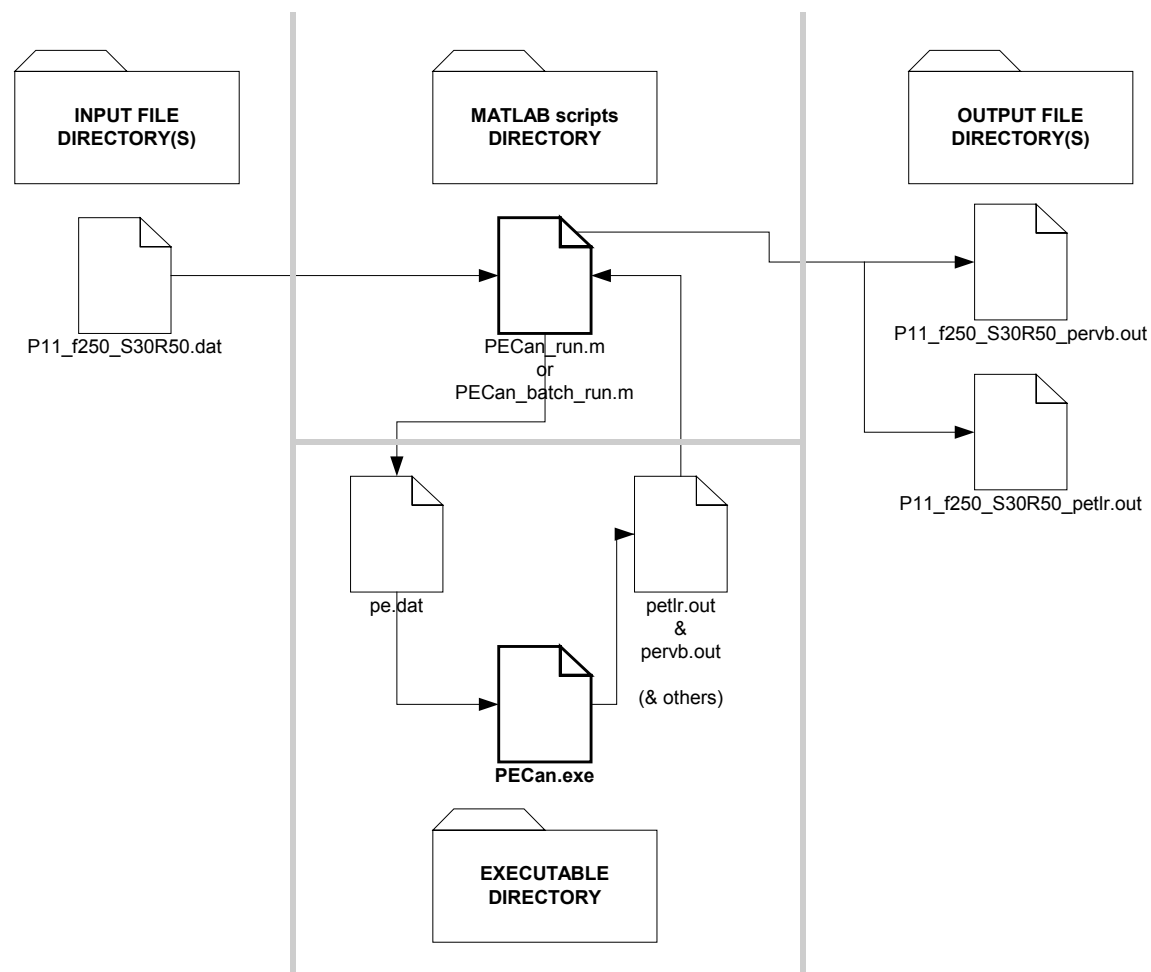 INPUT FILE
DIRECTORY(S)
MATLAB scripts
DIRECTORY
OUTPUT FILE
DIRECTORY(S)
P11_f250_S30R50.dat
PECan_run.m
or
PECan_batch_run.m
P11_f250_S30R50_pervb.out
P11_f250_S30R50_petlr.out
pe.dat
petlr.out
&
pervb.out
(& others)
PECan.exe
EXECUTABLE
DIRECTORY